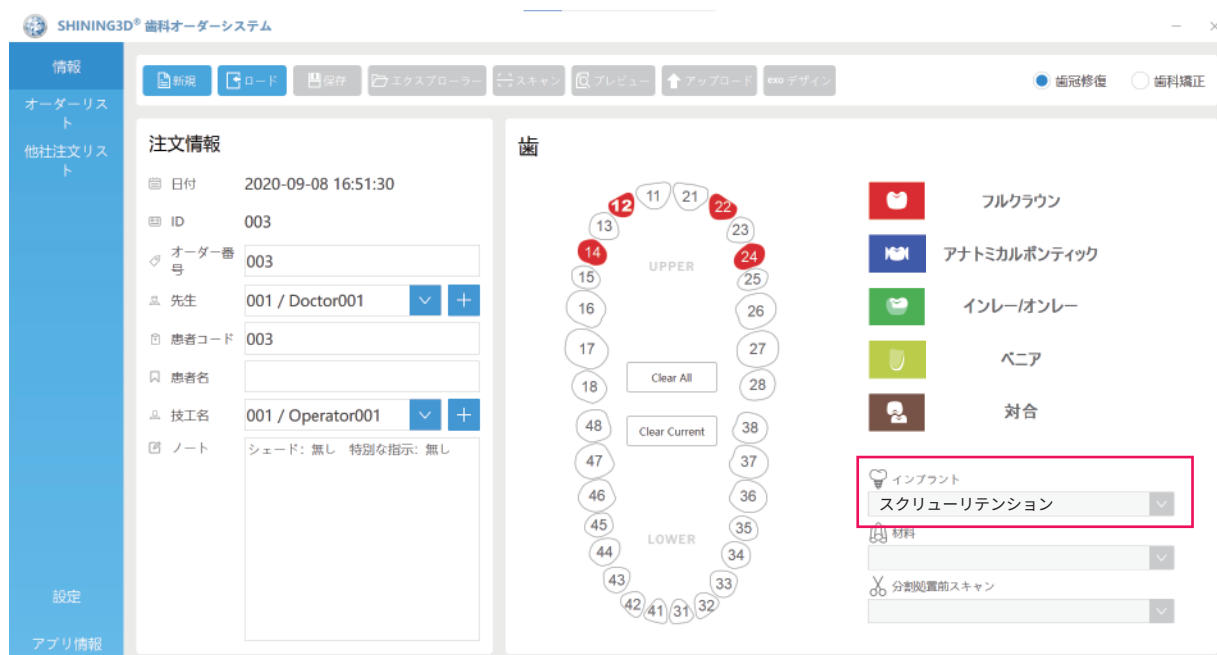 SHINING3D® 歯科オーダーシステム
情報
オーダーリス
ト
他社注文リス
ト
設定
アプリ情報
新規 ロード 保存 エクスプローラー スキャン プレビュー アップロード exo デザイン
歯冠修復 歯科矯正
注文情報
日付 2020-09-08 16:51:30
ID 003
オーダー番
号 003
先生 001 / Doctor001
患者コード 003
患者名
技工名 001 / Operator001
ノート シェード: 無し 特別な指示: 無し
歯
11 21
12 22
13 23
14 24
UPPER
15 25
16 26
17 27
Clear All
18 28
48 38
Clear Current
47 37
46 36
45 35
LOWER
44 34
43 33
42 41 31 32
フルクラウン
アナトミカルポンティック
インレー/オンレー
ベニア
対合
インプラント
スクリューリテンション
材料
分割処置前スキャン